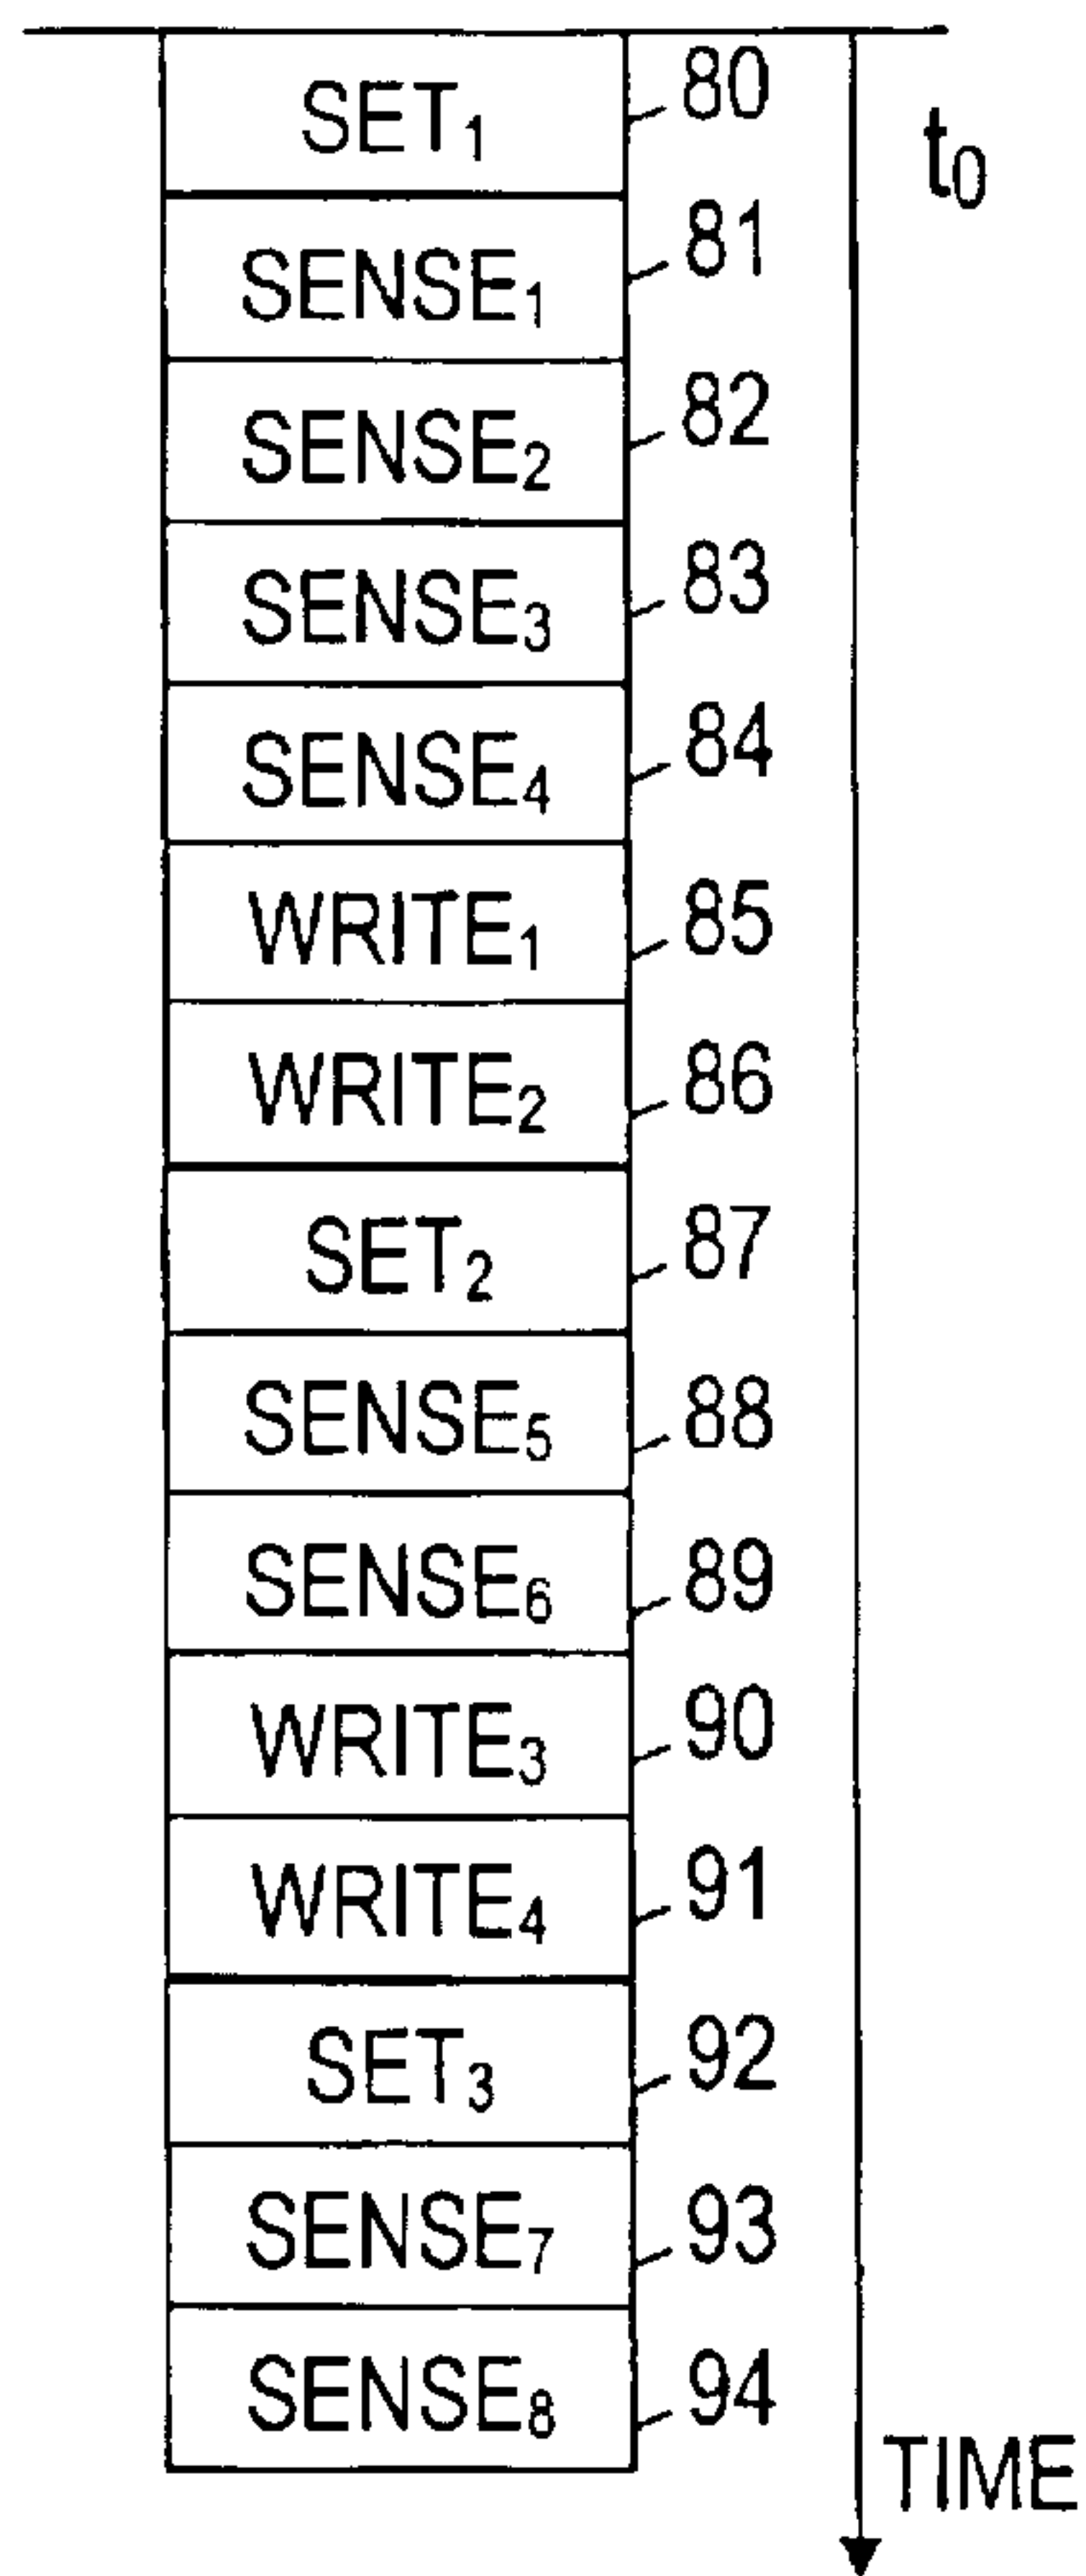 SET₁ 80
t₀
SENSE₁ 81
SENSE₂ 82
SENSE₃ 83
SENSE₄ 84
WRITE₁ 85
WRITE₂ 86
SET₂ 87
SENSE₅ 88
SENSE₆ 89
WRITE₃ 90
WRITE₄ 91
SET₃ 92
SENSE₇ 93
SENSE₈ 94
TIME